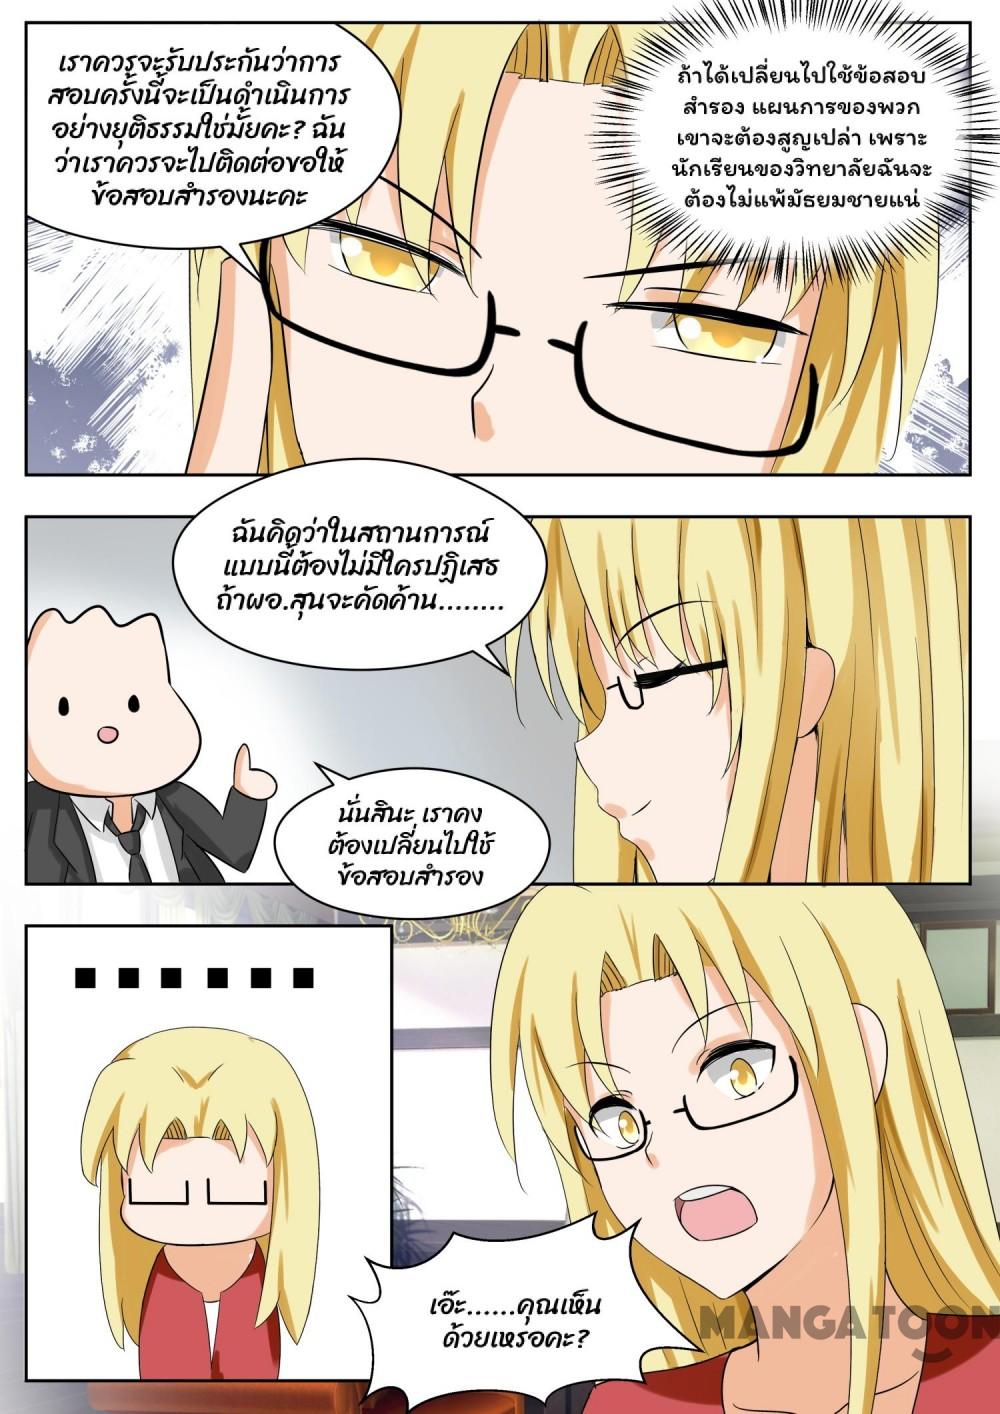 เราควรจะรับประกันว่าการ
สอบครั้งนี้จะเป็นดำเนินการ
อย่างยุติธรรมใช่มั้ยคะ? ฉัน
ว่าเราควรจะไปติดต่อขอให้
ข้อสอบสำรองนะคะ
ถ้าได้เปลี่ยนไปใช้ข้อสอบ
สำรอง แผนการของพวก
เขาจะต้องสูญเปล่า เพราะ
นักเรียนของวิทยาลัยฉันจะ
ต้องไม่แพ้มัธยมชายแน่
ฉันคิดว่าในสถานการณ์
แบบนี้ต้องไม่มีใครปฏิเสธ
ถ้าผอ.สุนจะคัดค้าน........
นั่นสินะ เราคง
ต้องเปลี่ยนไปใช้
ข้อสอบสำรอง
......
เอ๊ะ......คุณเห็น
ด้วยเหรอคะ?
MANGATOON